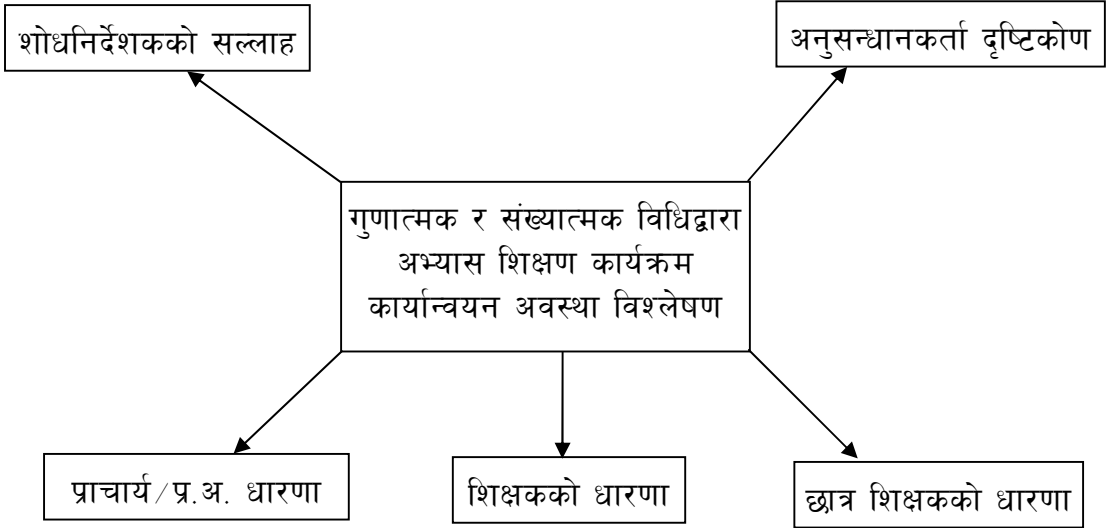 शोधनिर्देशकको सल्लाह
अनुसन्धानकर्ता दृष्टिकोण
गुणात्मक र संख्यात्मक विधिद्वारा
अभ्यास शिक्षण कार्यक्रम
कार्यान्वयन अवस्था विश्लेषण
प्राचार्य/प्र.अ. धारणा
शिक्षकको धारणा
छात्र शिक्षकको धारणा